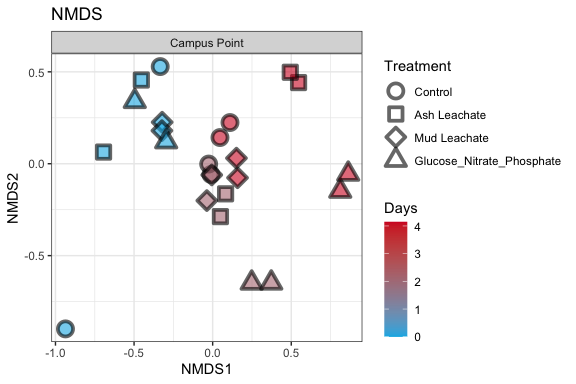 NMDS
Campus Point
0.5
0.0
-0.5
NMDS2
-1.0 -0.5 0.0 0.5
NMDS1
Treatment
Control
Ash Leachate
Mud Leachate
Glucose_Nitrate_Phosphate
Days
4
3
2
1
0